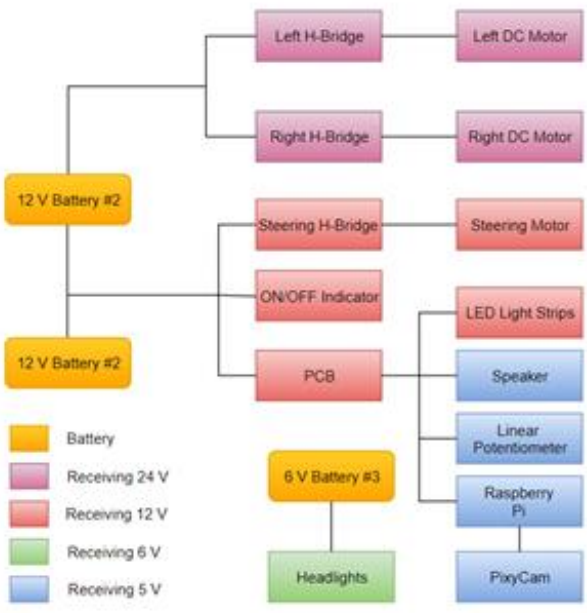 Left H-Bridge
Left DC Motor
Right H-Bridge
Right DC Motor
12 V Battery #2
Steering H-Bridge
Steering Motor
ON/OFF Indicator
LED Light Strips
12 V Battery #2
PCB
Speaker
Battery
Linear
Potentiometer
Receiving 24 V
6 V Battery #3
Raspberry
Pi
Receiving 12 V
Receiving 6 V
Headlights
PixyCam
Receiving 5 V